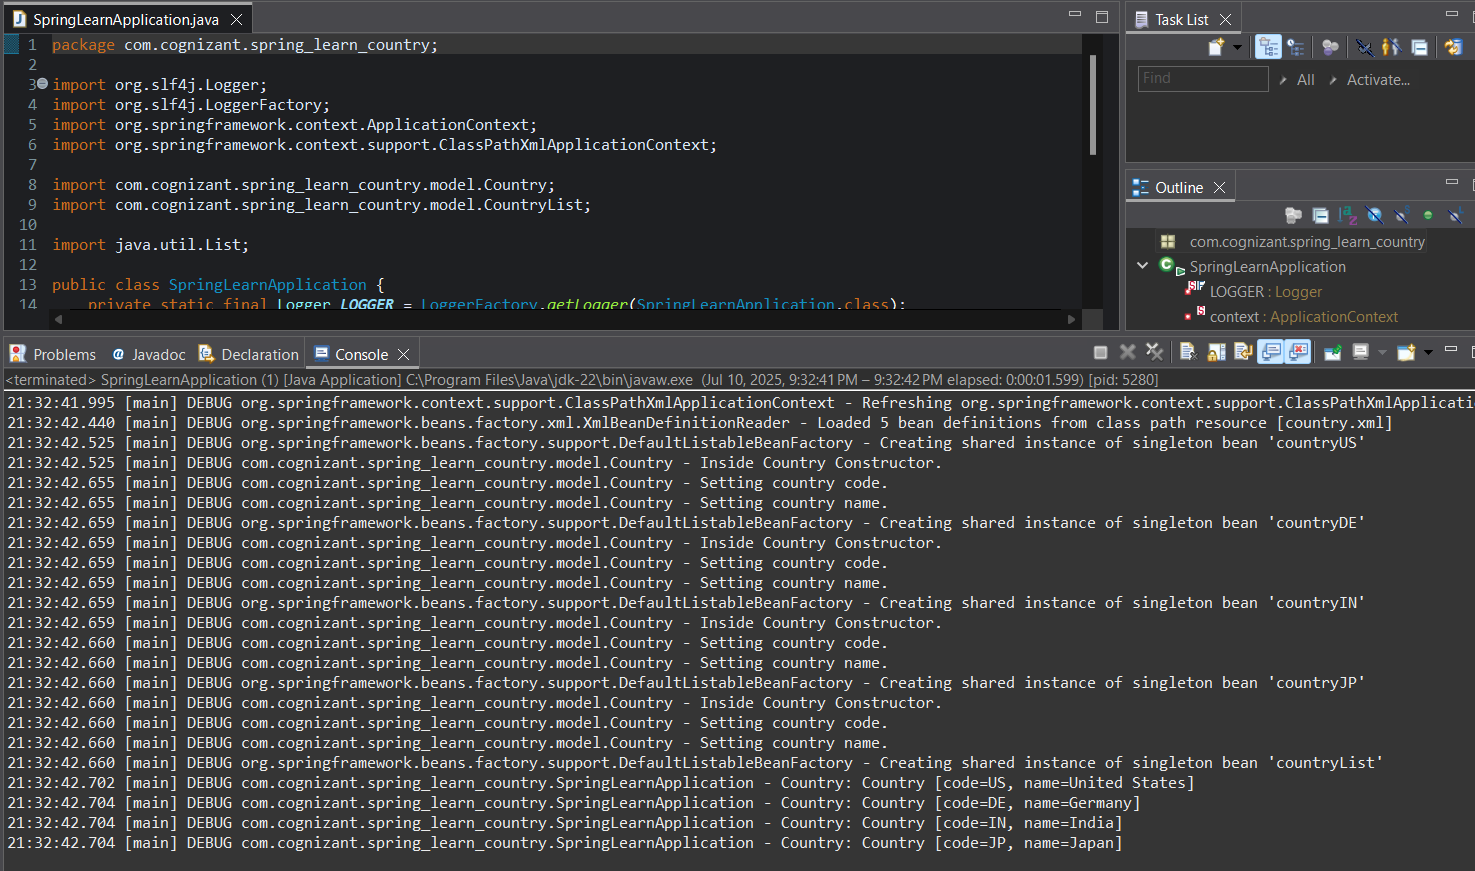 SpringLearnApplication.java
1 package com.cognizant.spring_learn_country;
2
3 import org.slf4j.Logger;
4 import org.slf4j.LoggerFactory;
5 import org.springframework.context.ApplicationContext;
6 import org.springframework.context.support.ClassPathXmlApplicationContext;
7
8 import com.cognizant.spring_learn_country.model.Country;
9 import com.cognizant.spring_learn_country.model.CountryList;
10
11 import java.util.List;
12
13 public class SpringLearnApplication {
14 private static final Logger LOGGER = LoggerFactory.getLogger(SpringLearnApplication.class);
Task List
Find All Activate...
Outline
com.cognizant.spring_learn_country
SpringLearnApplication
LOGGER : Logger
context : ApplicationContext
Problems Javadoc Declaration Console
<terminated> SpringLearnApplication (1) [Java Application] C:\Program Files\Java\jdk-22\bin\javaw.exe (Jul 10, 2025, 9:32:41 PM – 9:32:42 PM elapsed: 0:00:01.599) [pid: 5280]
21:32:41.995 [main] DEBUG org.springframework.context.support.ClassPathXmlApplicationContext - Refreshing org.springframework.context.support.ClassPathXmlApplicati
21:32:42.440 [main] DEBUG org.springframework.beans.factory.xml.XmlBeanDefinitionReader - Loaded 5 bean definitions from class path resource [country.xml]
21:32:42.525 [main] DEBUG org.springframework.beans.factory.support.DefaultListableBeanFactory - Creating shared instance of singleton bean 'countryUS'
21:32:42.525 [main] DEBUG com.cognizant.spring_learn_country.model.Country - Inside Country Constructor.
21:32:42.655 [main] DEBUG com.cognizant.spring_learn_country.model.Country - Setting country code.
21:32:42.655 [main] DEBUG com.cognizant.spring_learn_country.model.Country - Setting country name.
21:32:42.659 [main] DEBUG org.springframework.beans.factory.support.DefaultListableBeanFactory - Creating shared instance of singleton bean 'countryDE'
21:32:42.659 [main] DEBUG com.cognizant.spring_learn_country.model.Country - Inside Country Constructor.
21:32:42.659 [main] DEBUG com.cognizant.spring_learn_country.model.Country - Setting country code.
21:32:42.659 [main] DEBUG com.cognizant.spring_learn_country.model.Country - Setting country name.
21:32:42.659 [main] DEBUG org.springframework.beans.factory.support.DefaultListableBeanFactory - Creating shared instance of singleton bean 'countryIN'
21:32:42.659 [main] DEBUG com.cognizant.spring_learn_country.model.Country - Inside Country Constructor.
21:32:42.660 [main] DEBUG com.cognizant.spring_learn_country.model.Country - Setting country code.
21:32:42.660 [main] DEBUG com.cognizant.spring_learn_country.model.Country - Setting country name.
21:32:42.660 [main] DEBUG org.springframework.beans.factory.support.DefaultListableBeanFactory - Creating shared instance of singleton bean 'countryJP'
21:32:42.660 [main] DEBUG com.cognizant.spring_learn_country.model.Country - Inside Country Constructor.
21:32:42.660 [main] DEBUG com.cognizant.spring_learn_country.model.Country - Setting country code.
21:32:42.660 [main] DEBUG com.cognizant.spring_learn_country.model.Country - Setting country name.
21:32:42.660 [main] DEBUG org.springframework.beans.factory.support.DefaultListableBeanFactory - Creating shared instance of singleton bean 'countryList'
21:32:42.702 [main] DEBUG com.cognizant.spring_learn_country.SpringLearnApplication - Country: Country [code=US, name=United States]
21:32:42.704 [main] DEBUG com.cognizant.spring_learn_country.SpringLearnApplication - Country: Country [code=DE, name=Germany]
21:32:42.704 [main] DEBUG com.cognizant.spring_learn_country.SpringLearnApplication - Country: Country [code=IN, name=India]
21:32:42.704 [main] DEBUG com.cognizant.spring_learn_country.SpringLearnApplication - Country: Country [code=JP, name=Japan]